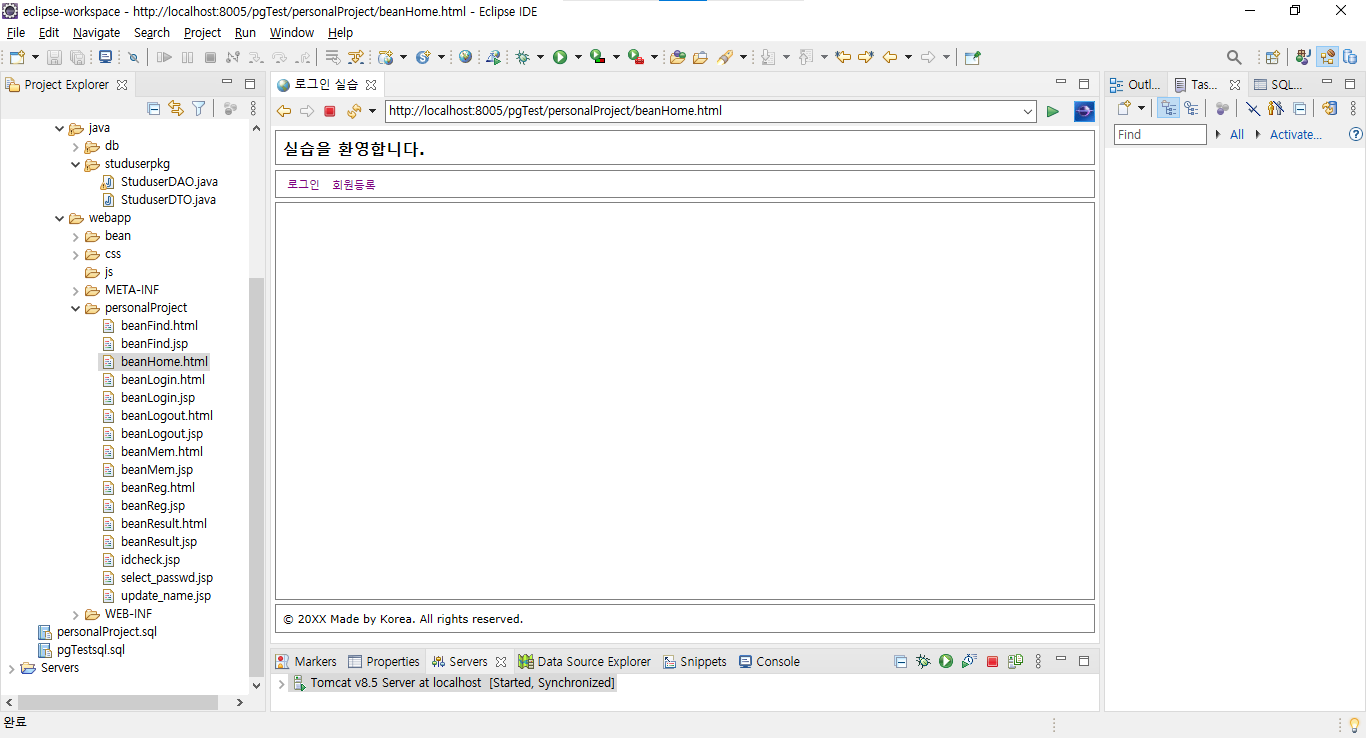 eclipse-workspace - http://localhost:8005/pgTest/personalProject/beanHome.html - Eclipse IDE
File Edit Navigate Search Project Run Window Help
Project Explorer
java
db
studuserpkg
StuduserDAO.java
StuduserDTO.java
webapp
bean
css
js
META-INF
personalProject
beanFind.html
beanFind.jsp
beanHome.html
beanLogin.html
beanLogin.jsp
beanLogout.html
beanLogout.jsp
beanMem.html
beanMem.jsp
beanReg.html
beanReg.jsp
beanResult.html
beanResult.jsp
idcheck.jsp
select_passwd.jsp
update_name.jsp
WEB-INF
personalProject.sql
pgTestsql.sql
Servers
로그인 실습
http://localhost:8005/pgTest/personalProject/beanHome.html
실습을 환영합니다.
로그인 회원등록
© 20XX Made by Korea. All rights reserved.
Markers Properties Servers Data Source Explorer Snippets Console
Tomcat v8.5 Server at localhost [Started, Synchronized]
Outl... Tas... SQL...
Find All Activate...
완료